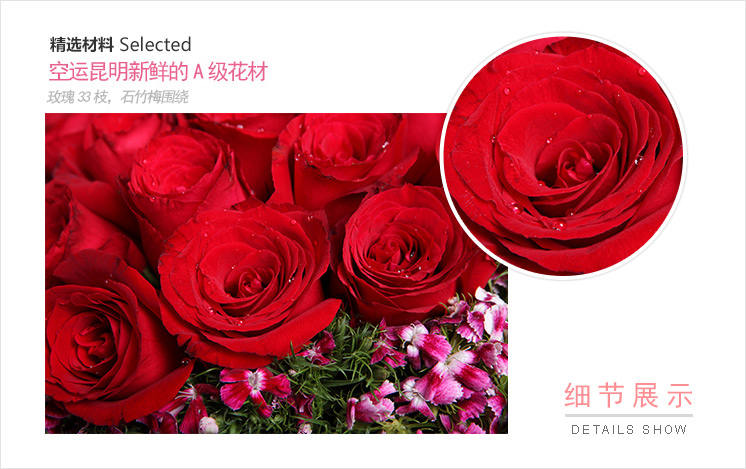 精选材料 Selected
空运昆明新鲜的 A 级花材
玫瑰 33 枝，石竹梅围绕
细节展示
DETAILS SHOW